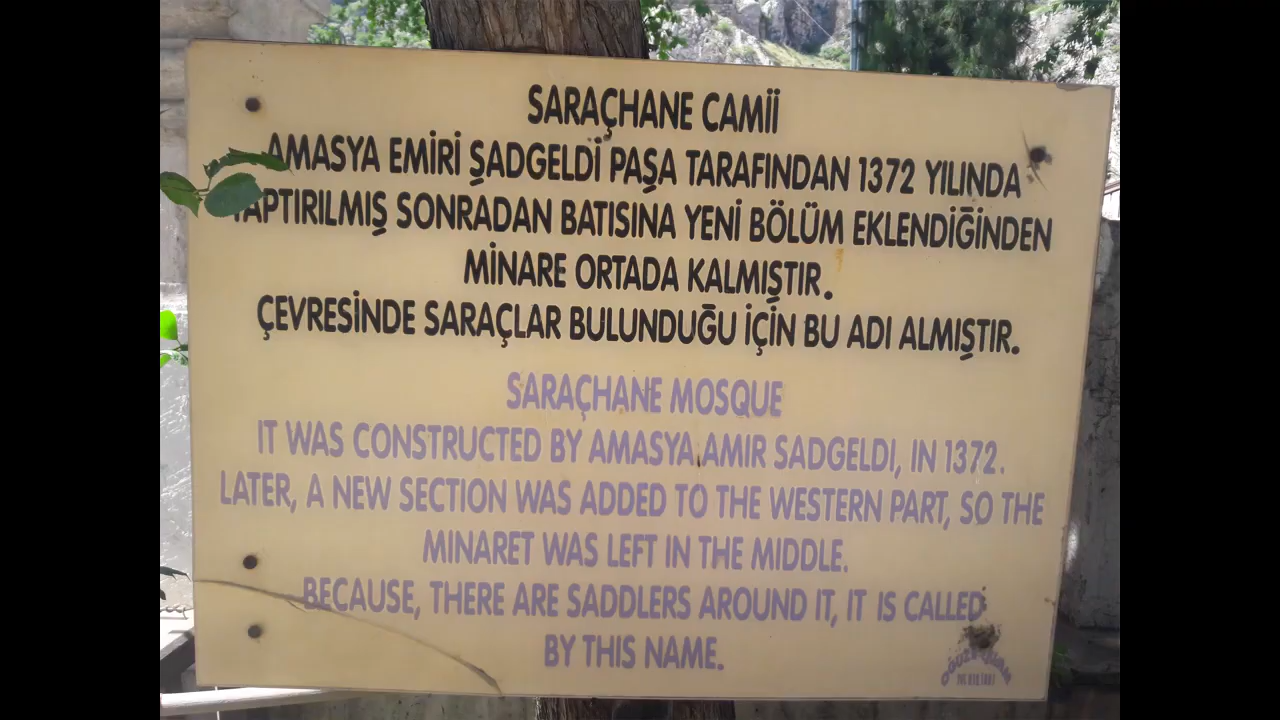 SARAÇHANE CAMİİ
AMASYA EMİRİ ŞADGELDİ PAŞA TARAFINDAN 1372 YILINDA
YAPTIRILMIŞ SONRADAN BATISINA YENİ BÖLÜM EKLENDİĞİNDEN
MİNARE ORTADA KALMIŞTIR.
ÇEVRESİNDE SARAÇLAR BULUNDUĞU İÇİN BU ADI ALMIŞTIR.
SARAÇHANE MOSQUE
IT WAS CONSTRUCTED BY AMASYA AMIR SADGELDI, IN 1372.
LATER, A NEW SECTION WAS ADDED TO THE WESTERN PART, SO THE
MINARET WAS LEFT IN THE MIDDLE.
BECAUSE, THERE ARE SADDLERS AROUND IT, IT IS CALLED
BY THIS NAME.